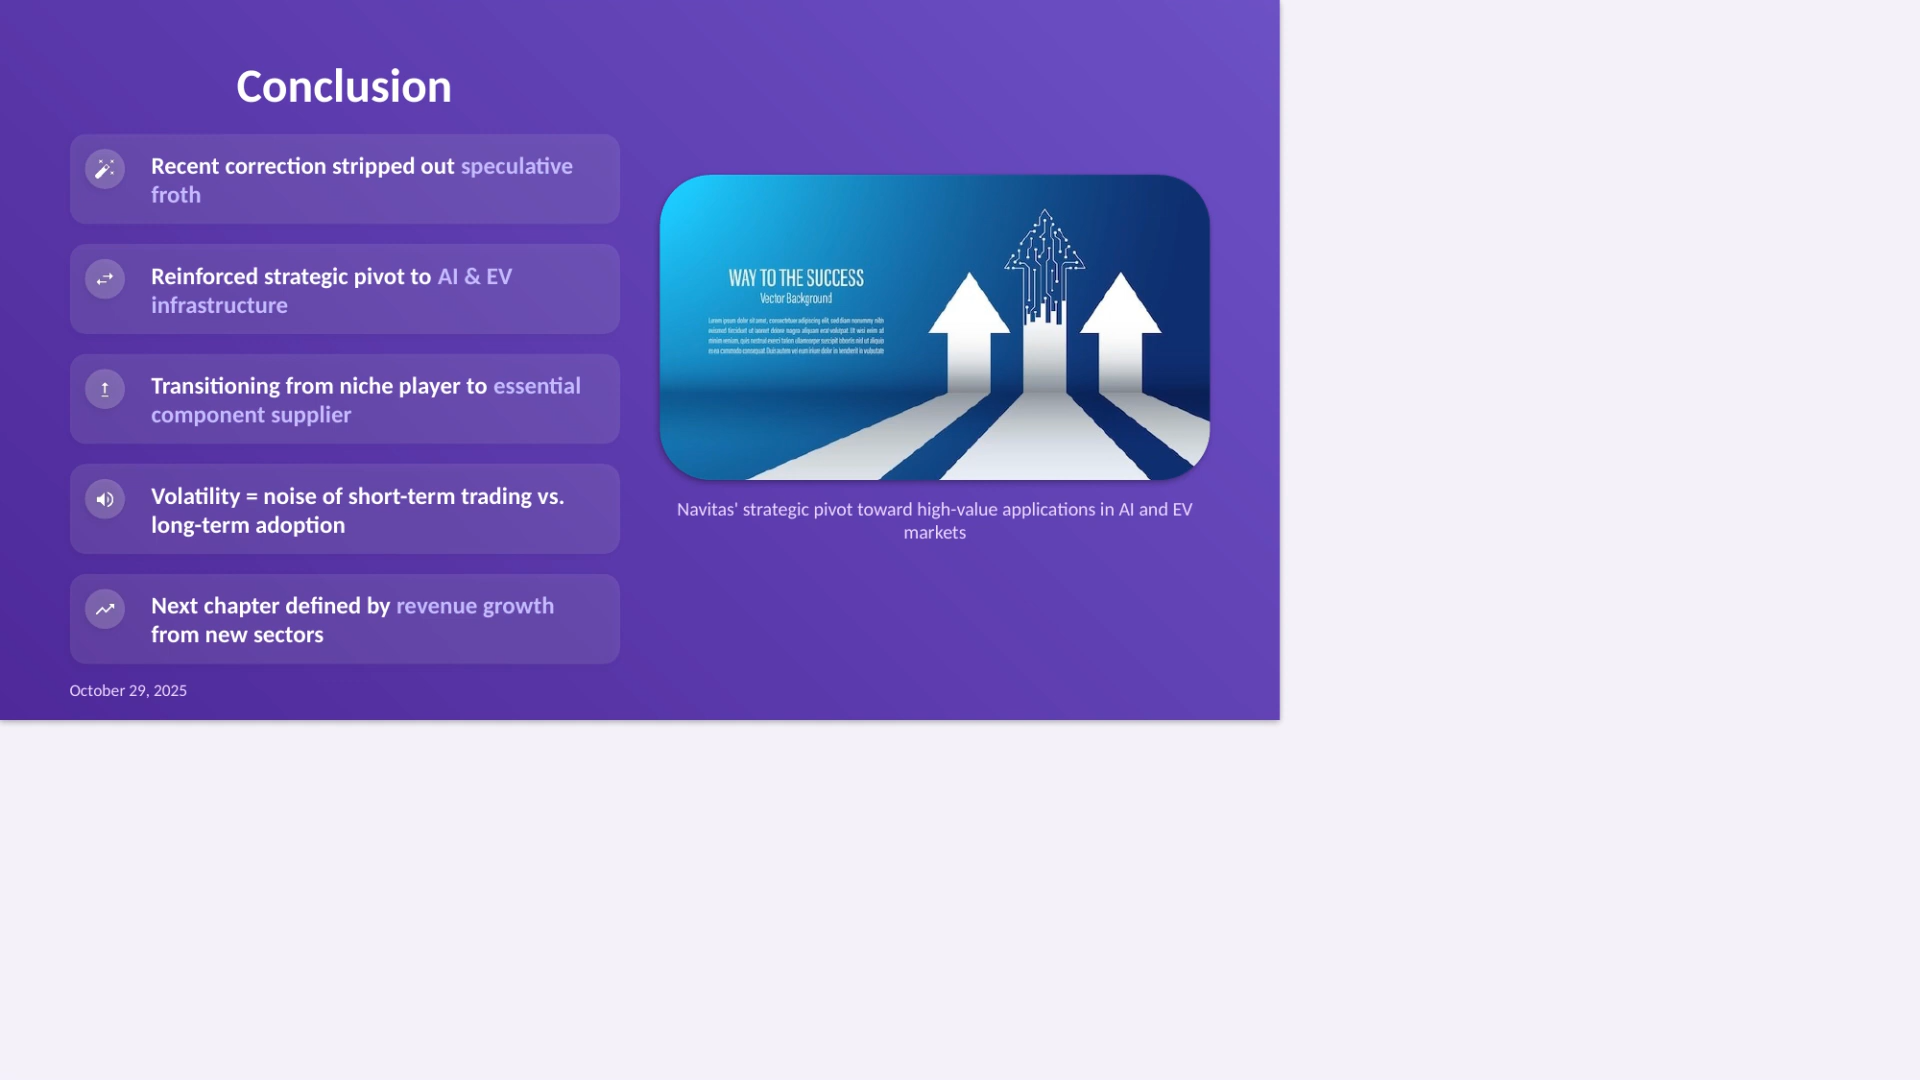 Conclusion
Recent correction stripped out speculative
froth
Reinforced strategic pivot to AI & EV
infrastructure
Transitioning from niche player to essential
component supplier
Volatility = noise of short-term trading vs.
long-term adoption
Next chapter defined by revenue growth
from new sectors
October 29, 2025
WAY TO THE SUCCESS
Vector Background
Navitas' strategic pivot toward high-value applications in AI and EV
markets